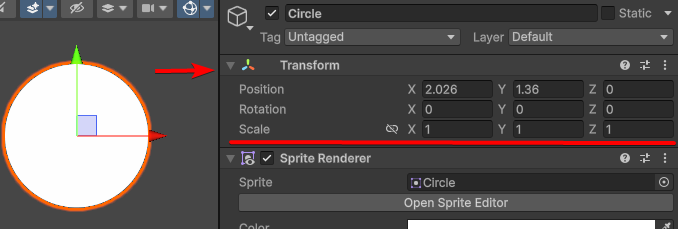 Circle Static
Tag Untagged Layer Default
Transform
Position X 2.026 Y 1.36 Z 0
Rotation X 0 Y 0 Z 0
Scale X 1 Y 1 Z 1
Sprite Renderer
Sprite Circle
Open Sprite Editor
Color